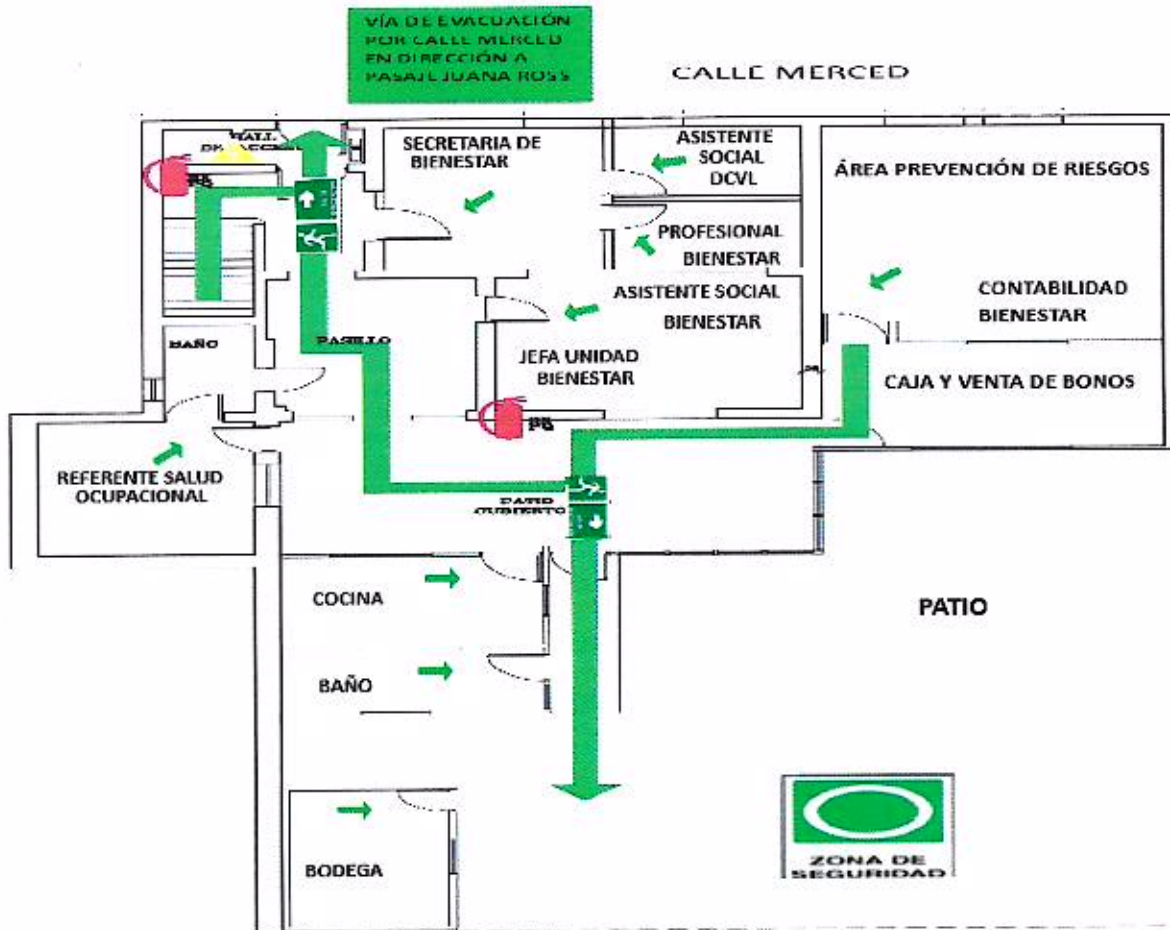 VÍA DE EVACUACIÓN
POR CALLE MERCED
EN DIRECCIÓN A
PASAJE JUANA ROSS
CALLE MERCED
HALL
SECRETARIA DE
BIENESTAR
ASISTENTE
SOCIAL
DCVL
ÁREA PREVENCIÓN DE RIESGOS
PROFESIONAL
BIENESTAR
ASISTENTE SOCIAL
BIENESTAR
CONTABILIDAD
BIENESTAR
BAÑO
PASILLO
JEFA UNIDAD
BIENESTAR
CAJA Y VENTA DE BONOS
REFERENTE SALUD
OCUPACIONAL
PATIO
CUBIERTO
COCINA
PATIO
BAÑO
BODEGA
ZONA DE
SEGURIDAD